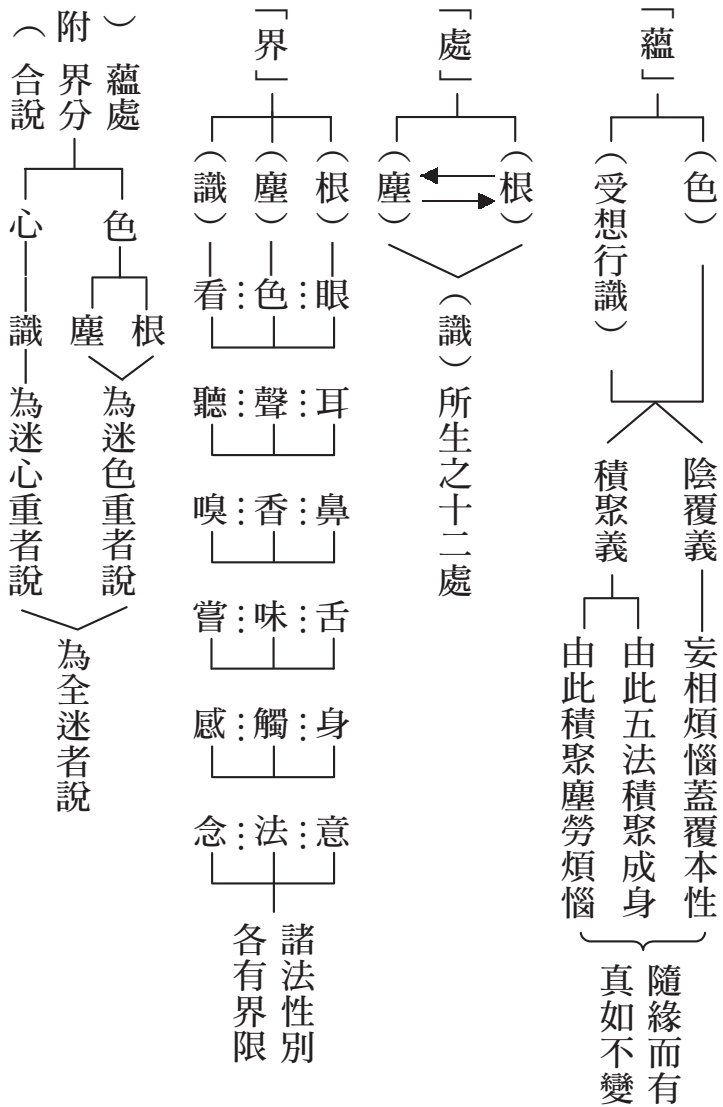 「蘊」
（色）
（受想行識）
陰覆義
積聚義
妄相煩惱蓋覆本性
由此五法積聚成身
由此積聚塵勞煩惱
隨緣而有
真如不變
「處」
（根）
（塵）
（識）所生之十二處
「界」
（根）
（塵）
（識）
眼…色…看
耳…聲…聽
鼻…香…嗅
舌…味…嘗
身…觸…感
意…法…念
諸法性別
各有界限
（附）
蘊處
界分
合說
色
根
塵
為迷色重者說
心
識
為迷心重者說
為全迷者說